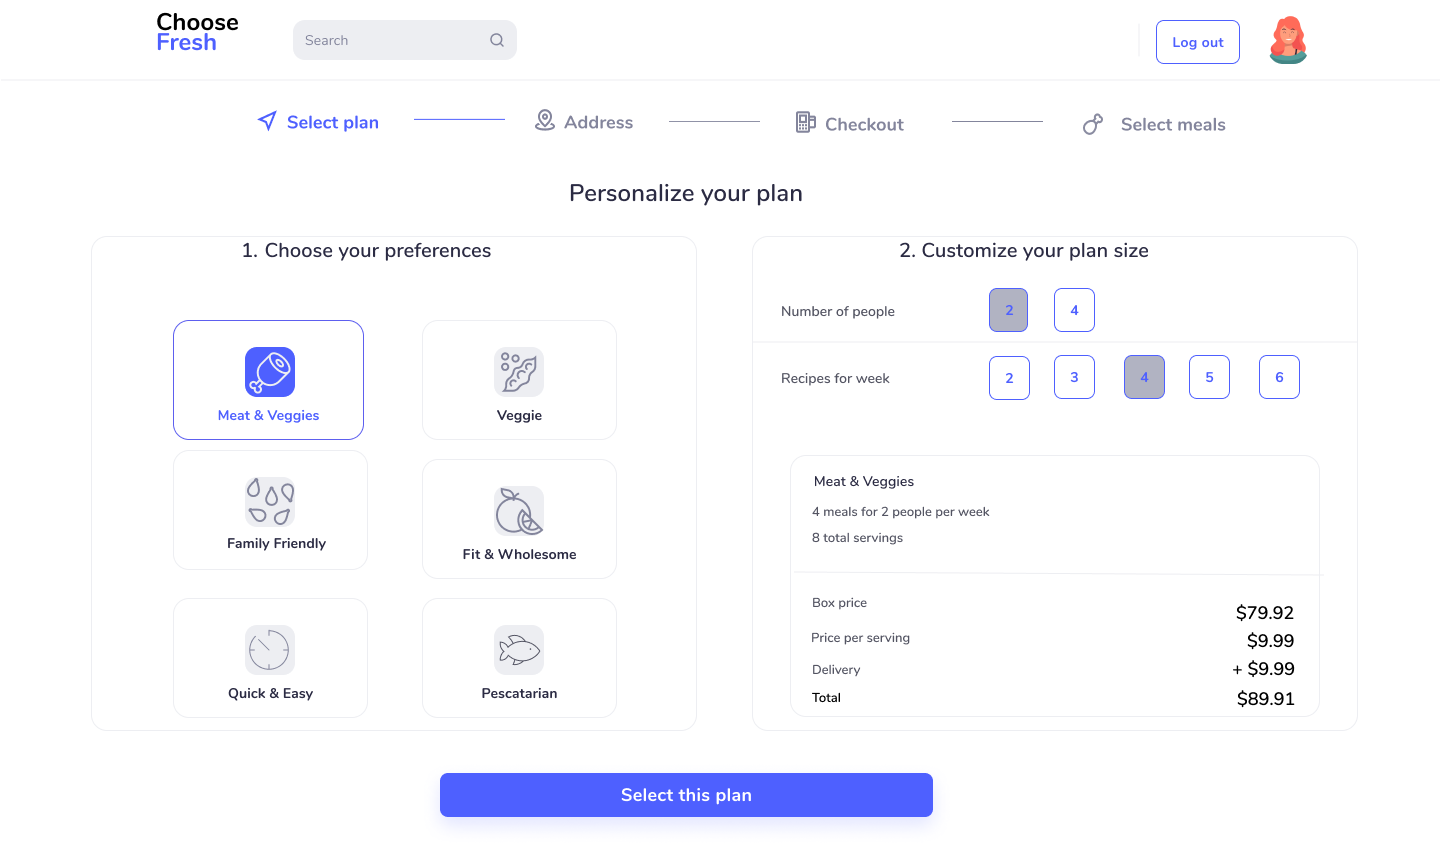 Choose
Fresh
Search
Log out
Select plan
Address
Checkout
Select meals
Personalize your plan
1. Choose your preferences
Meat & Veggies
Veggie
Family Friendly
Fit & Wholesome
Quick & Easy
Pescatarian
2. Customize your plan size
Number of people
2
4
Recipes for week
2
3
4
5
6
Meat & Veggies
4 meals for 2 people per week
8 total servings
Box price
$79.92
Price per serving
$9.99
Delivery
+ $9.99
Total
$89.91
Select this plan